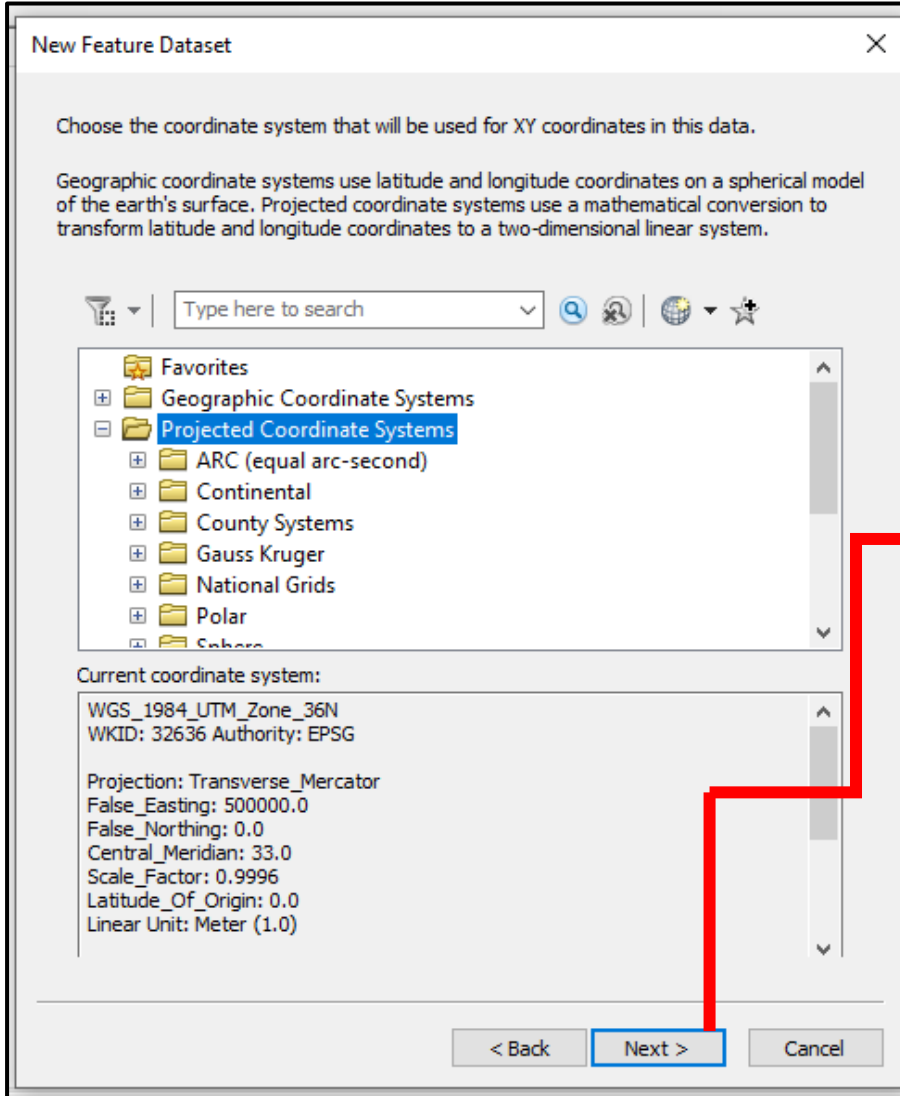 New Feature Dataset
Choose the coordinate system that will be used for XY coordinates in this data.
Geographic coordinate systems use latitude and longitude coordinates on a spherical model
of the earth's surface. Projected coordinate systems use a mathematical conversion to
transform latitude and longitude coordinates to a two-dimensional linear system.
Type here to search
Favorites
Geographic Coordinate Systems
Projected Coordinate Systems
ARC (equal arc-second)
Continental
County Systems
Gauss Kruger
National Grids
Polar
Sphere
Current coordinate system:
WGS_1984_UTM_Zone_36N
WKID: 32636 Authority: EPSG
Projection: Transverse_Mercator
False_Easting: 500000.0
False_Northing: 0.0
Central_Meridian: 33.0
Scale_Factor: 0.9996
Latitude_Of_Origin: 0.0
Linear Unit: Meter (1.0)
< Back Next > Cancel